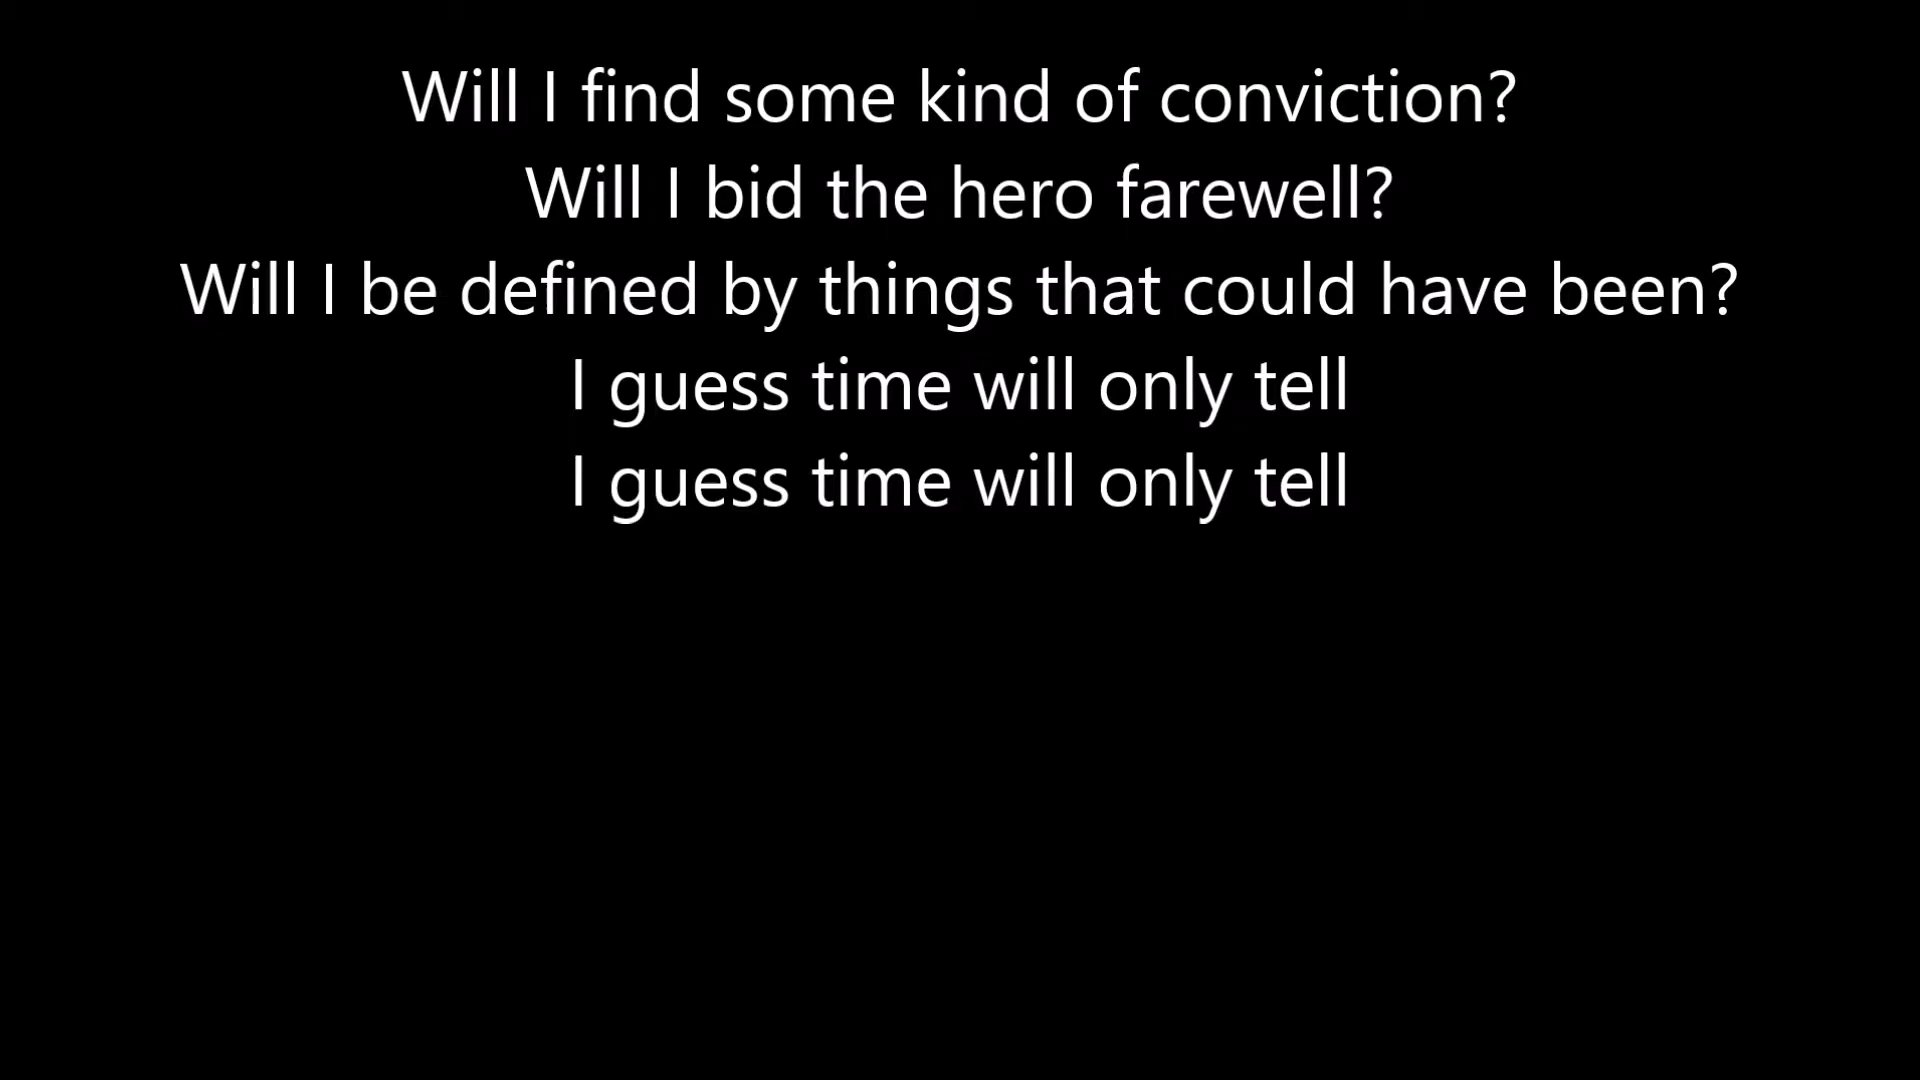 Will I find some kind of conviction?
Will I bid the hero farewell?
Will I be defined by things that could have been?
I guess time will only tell
I guess time will only tell